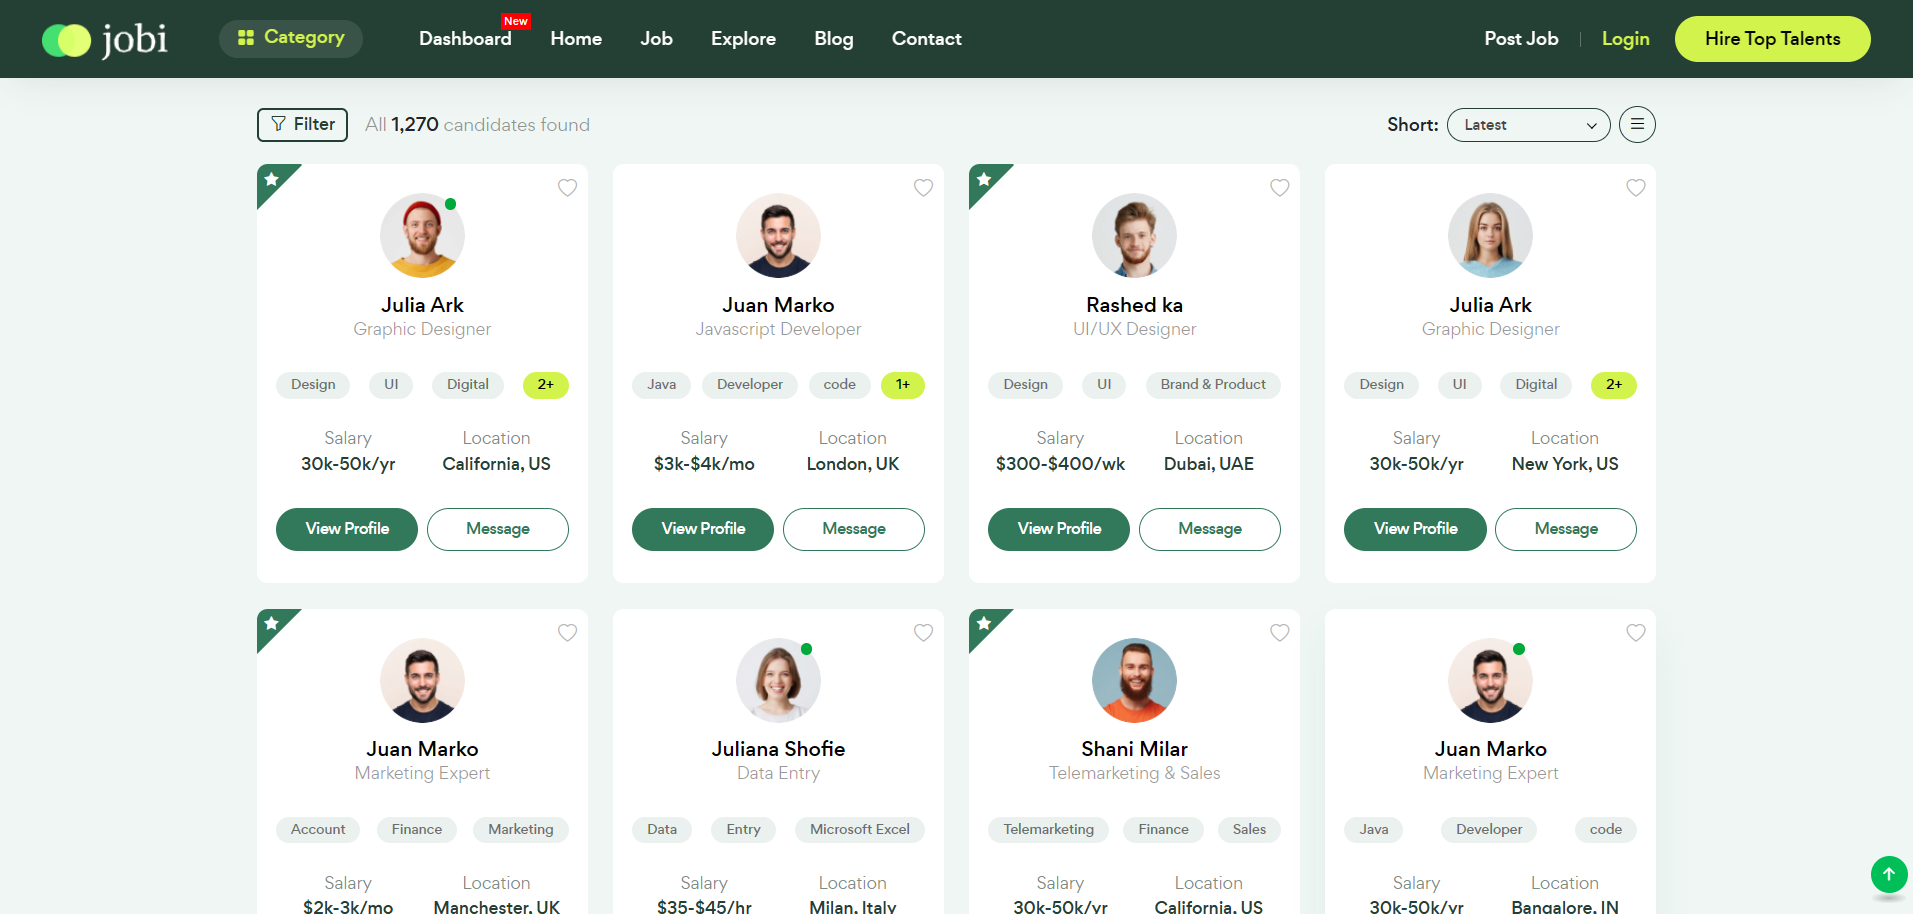 jobi
Category
Dashboard
New
Home
Job
Explore
Blog
Contact
Post Job
Login
Hire Top Talents
Filter
All 1,270 candidates found
Short:
Latest
Julia Ark
Graphic Designer
Design UI Digital 2+
Salary Location
30k-50k/yr California, US
View Profile Message
Juan Marko
Javascript Developer
Java Developer code 1+
Salary Location
$3k-$4k/mo London, UK
View Profile Message
Rashed ka
UI/UX Designer
Design UI Brand & Product
Salary Location
$300-$400/wk Dubai, UAE
View Profile Message
Julia Ark
Graphic Designer
Design UI Digital 2+
Salary Location
30k-50k/yr New York, US
View Profile Message
Juan Marko
Marketing Expert
Account Finance Marketing
Salary Location
$2k-3k/mo Manchester, UK
Juliana Shofie
Data Entry
Data Entry Microsoft Excel
Salary Location
$35-$45/hr Milan, Italy
Shani Milar
Telemarketing & Sales
Telemarketing Finance Sales
Salary Location
30k-50k/yr California, US
Juan Marko
Marketing Expert
Java Developer code
Salary Location
30k-50k/yr Bangalore, IN